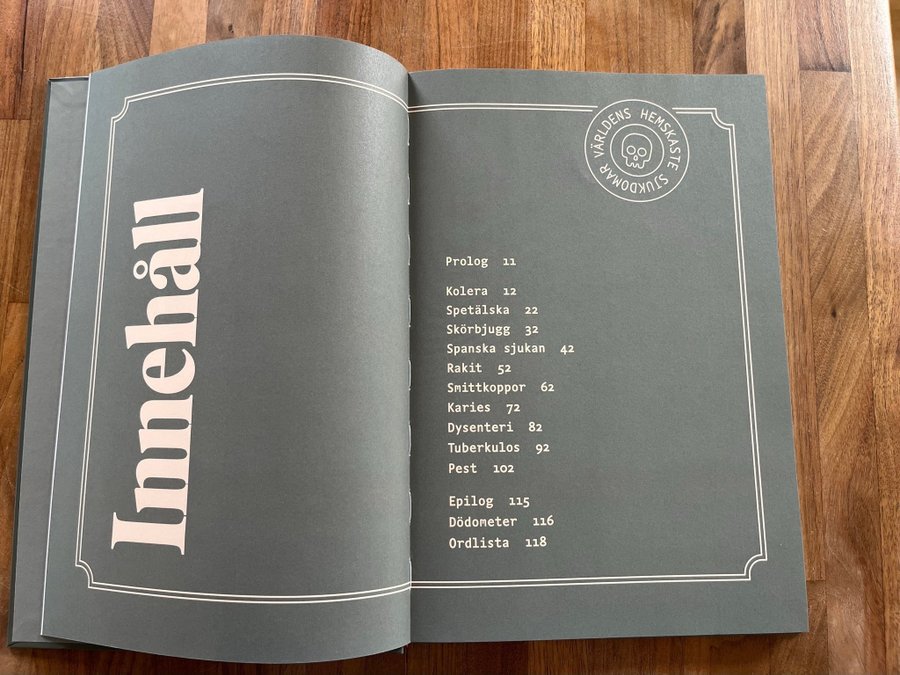 Innehåll
VÄRLDENS HEMSKASTE SJUKDOMAR
Prolog 11
Kolera 12
Spetälska 22
Skörbjugg 32
Spanska sjukan 42
Rakit 52
Smittkoppor 62
Karies 72
Dysenteri 82
Tuberkulos 92
Pest 102
Epilog 115
Dödometer 116
Ordlista 118